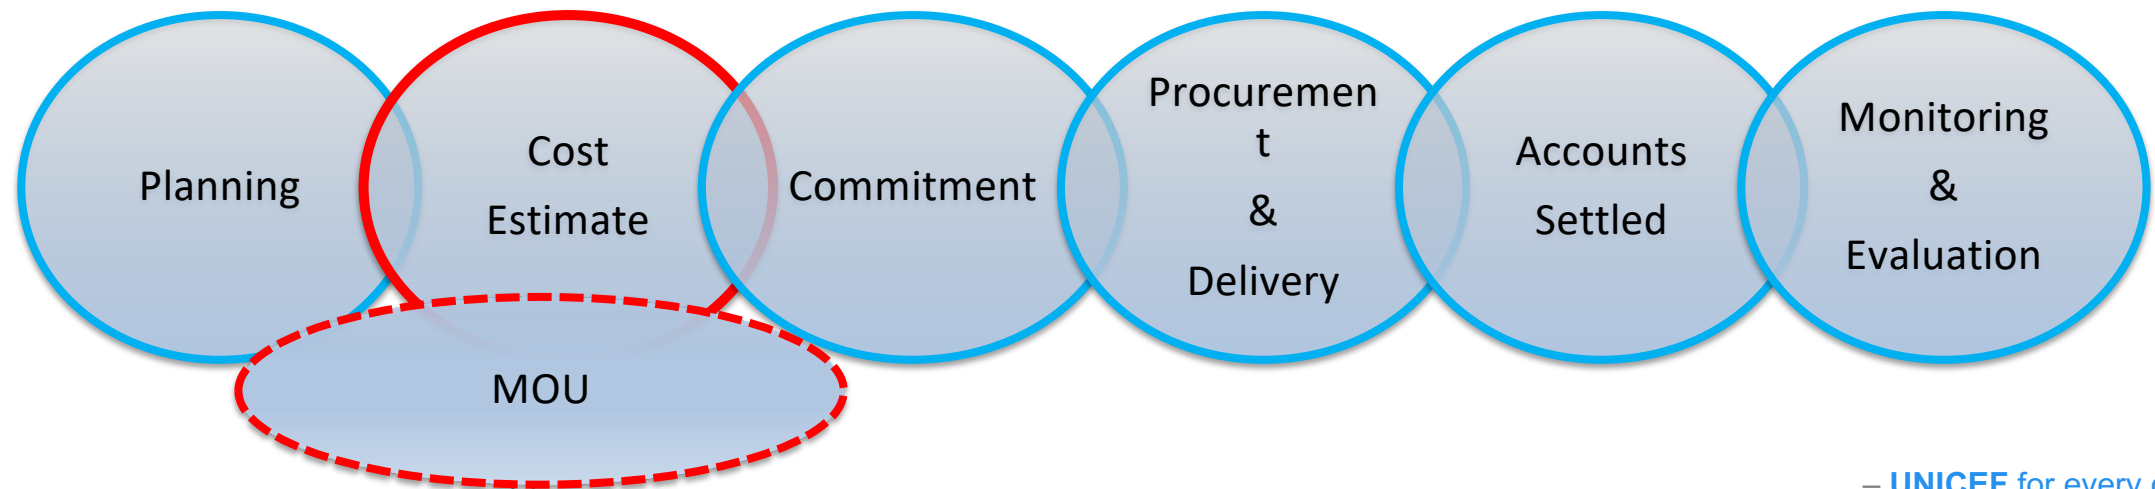 Planning
Cost
Estimate
Commitment
Procuremen
t
&
Delivery
Accounts
Settled
Monitoring
&
Evaluation
MOU
– UNICEF for every